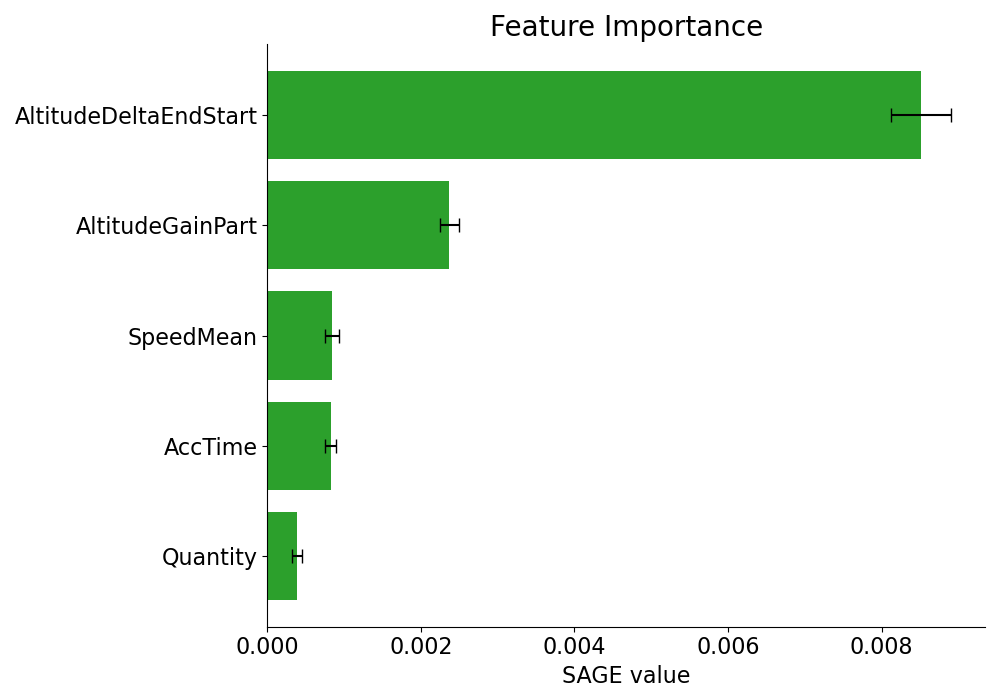 Feature Importance
AltitudeDeltaEndStart
AltitudeGainPart
SpeedMean
AccTime
Quantity
0.000 0.002 0.004 0.006 0.008
SAGE value